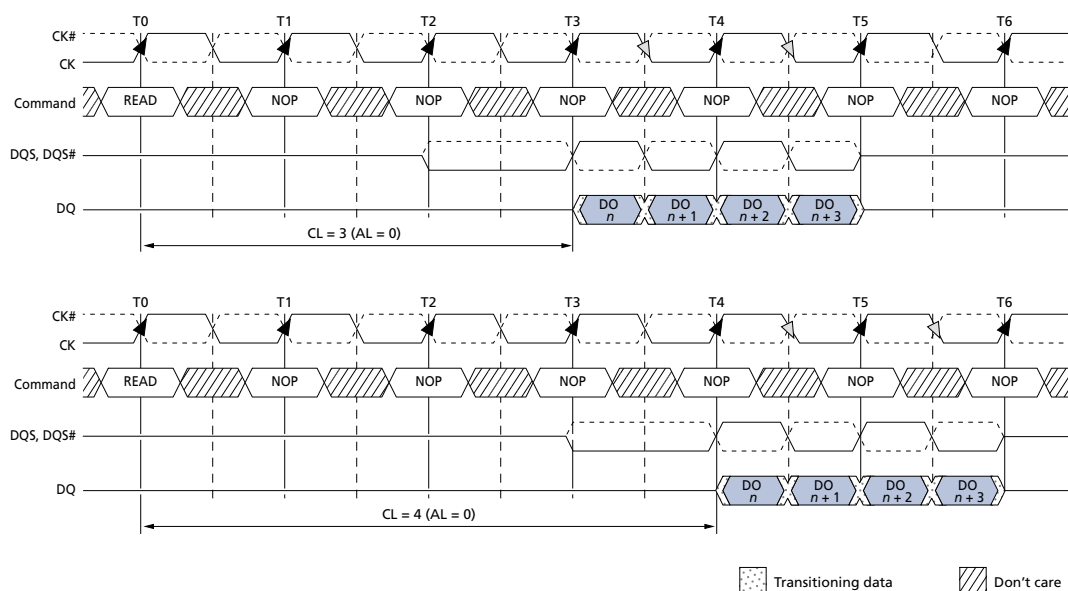 T0 T1 T2 T3 T4 T5 T6
CK#
CK
Command READ NOP NOP NOP NOP NOP NOP
DQS, DQS#
DQ DO n DO n + 1 DO n + 2 DO n + 3
CL = 3 (AL = 0)
T0 T1 T2 T3 T4 T5 T6
CK#
CK
Command READ NOP NOP NOP NOP NOP NOP
DQS, DQS#
DQ DO n DO n + 1 DO n + 2 DO n + 3
CL = 4 (AL = 0)
Transitioning data Don't care